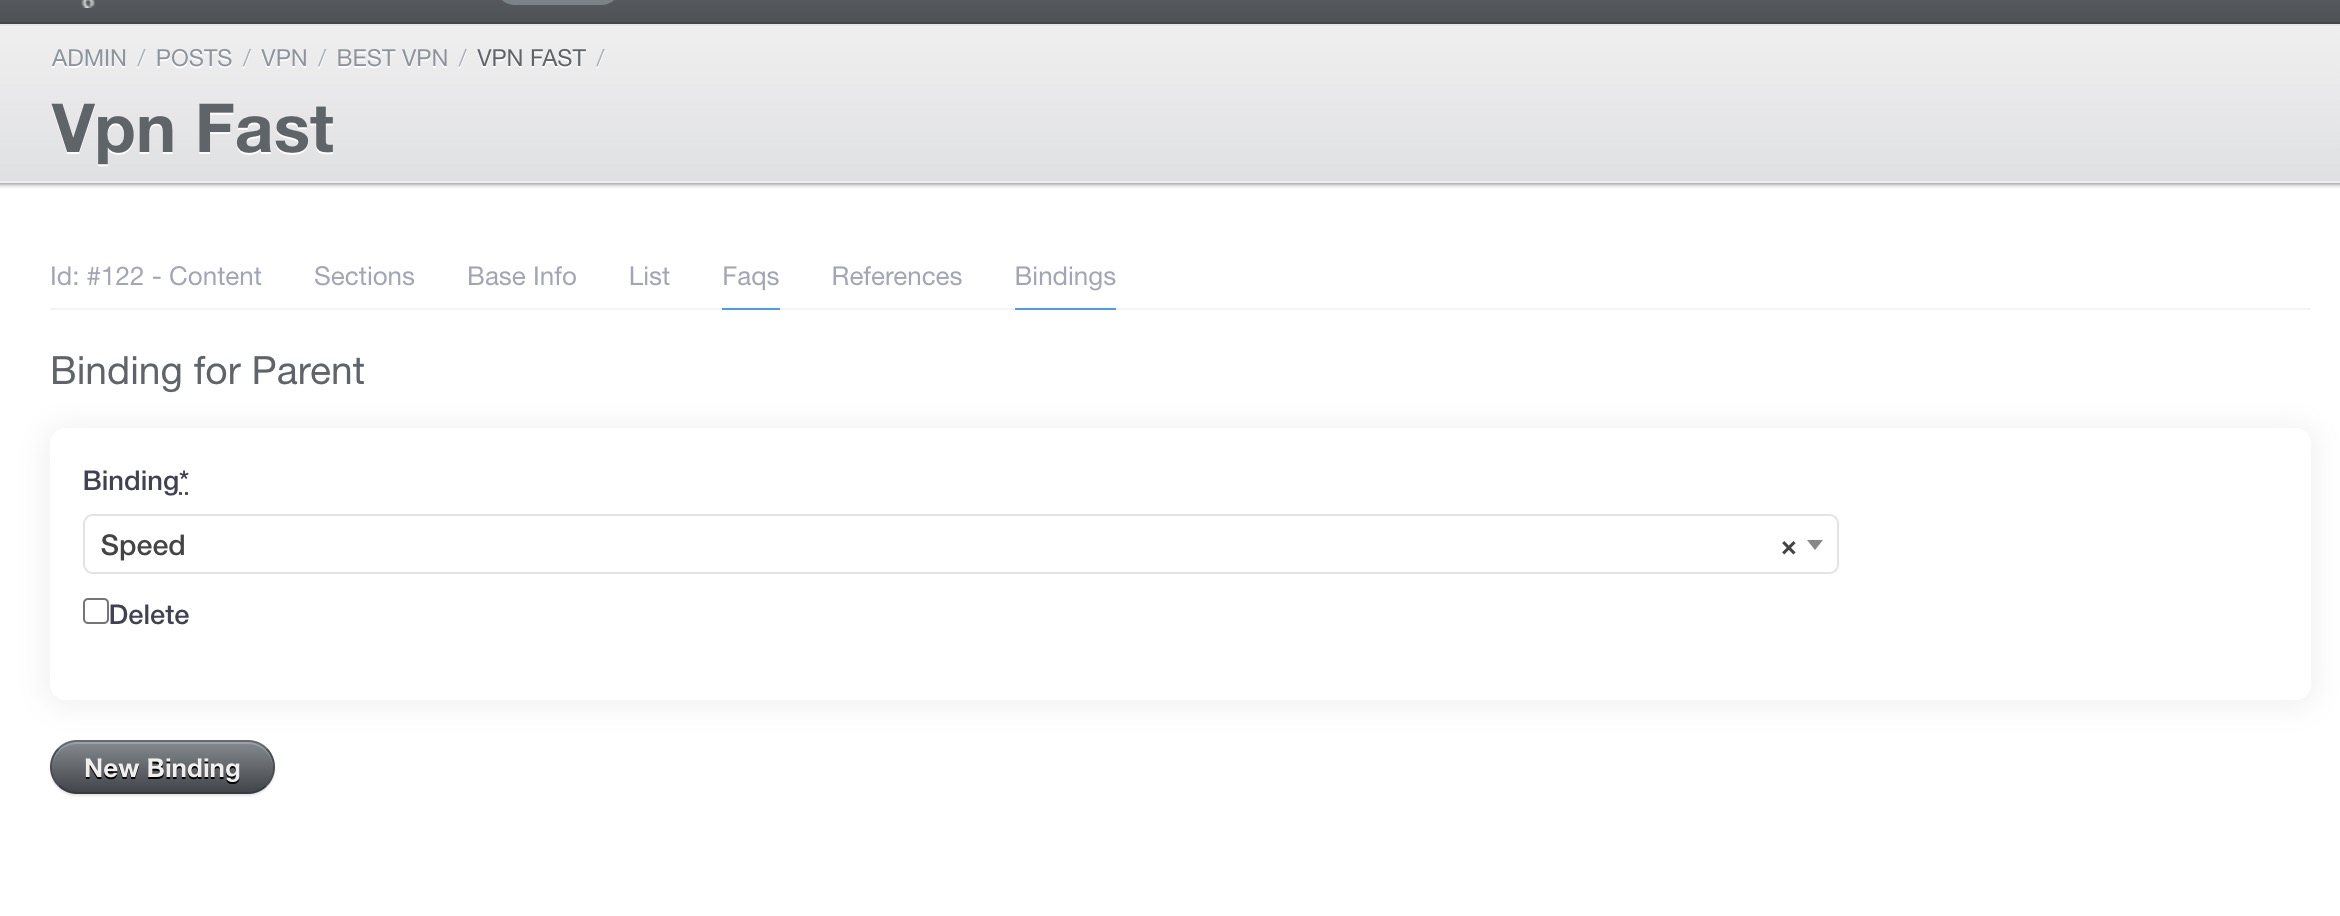 ADMIN / POSTS / VPN / BEST VPN / VPN FAST /
Vpn Fast
Id: #122 - Content Sections Base Info List Faqs References Bindings
Binding for Parent
Binding*
Speed
Delete
New Binding